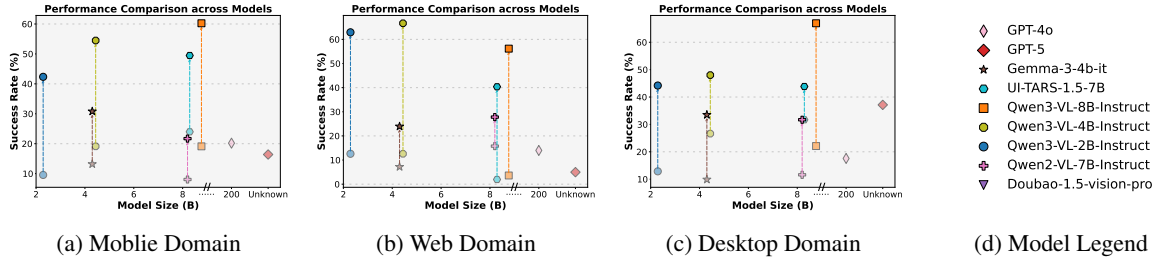 Performance Comparison across Models
Success Rate (%)
60
50
40
30
20
10
2
4
6
8
......
200
Unknown
Model Size (B)
(a) Moblie Domain
Performance Comparison across Models
Success Rate (%)
60
50
40
30
20
10
0
2
4
6
8
......
200
Unknown
Model Size (B)
(b) Web Domain
Performance Comparison across Models
Success Rate (%)
60
50
40
30
20
10
2
4
6
8
......
200
Unknown
Model Size (B)
(c) Desktop Domain
GPT-4o
GPT-5
Gemma-3-4b-it
UI-TARS-1.5-7B
Qwen3-VL-8B-Instruct
Qwen3-VL-4B-Instruct
Qwen3-VL-2B-Instruct
Qwen2-VL-7B-Instruct
Doubao-1.5-vision-pro
(d) Model Legend